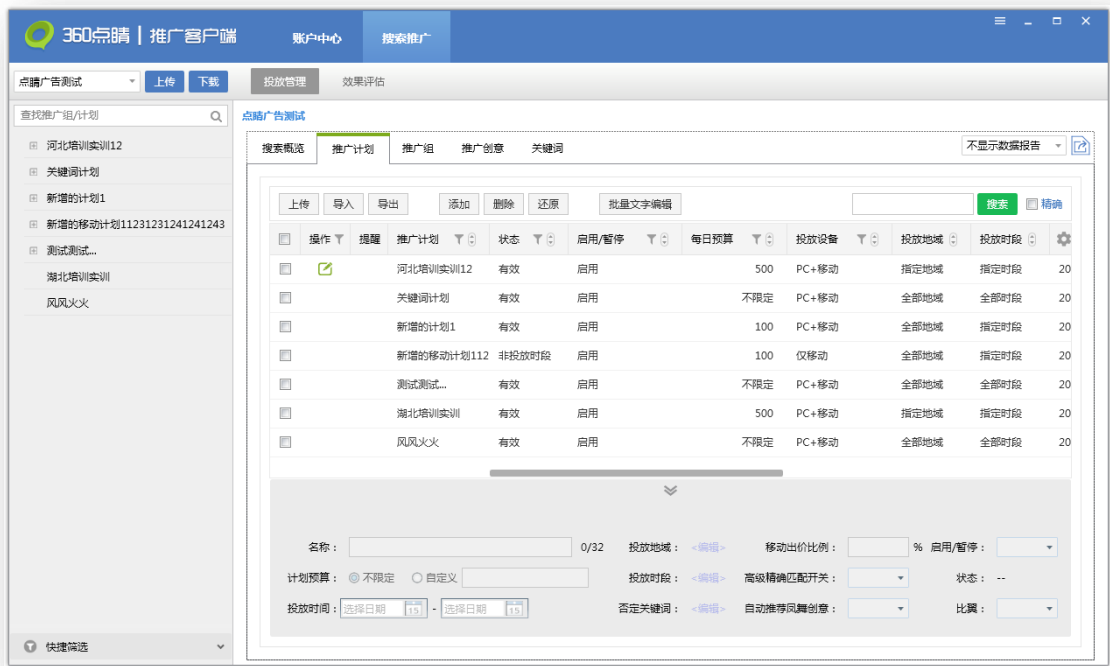 360点睛 | 推广客户端 账户中心 搜索推广
点睛广告测试 上传 下载 投放管理 效果评估
查找推广组/计划
河北培训实训12
关键词计划
新增的计划1
新增的移动计划11231231241241243
测试测试...
湖北培训实训
风风火火
快捷筛选
点睛广告测试
搜索概览 推广计划 推广组 推广创意 关键词 不显示数据报告
上传 导入 导出 添加 删除 还原 批量文字编辑 搜索 精确
操作 提醒 推广计划 状态 启用/暂停 每日预算 投放设备 投放地域 投放时段
河北培训实训12 有效 启用 500 PC+移动 指定地域 指定时段 20
关键词计划 有效 启用 不限定 PC+移动 全部地域 全部时段 20
新增的计划1 有效 启用 100 PC+移动 全部地域 指定时段 20
新增的移动计划112 非投放时段 启用 100 仅移动 全部地域 指定时段 20
测试测试... 有效 启用 不限定 PC+移动 全部地域 全部时段 20
湖北培训实训 有效 启用 500 PC+移动 指定地域 指定时段 20
风风火火 有效 启用 不限定 PC+移动 全部地域 全部时段 20
名称： 0/32 投放地域： <编辑> 移动出价比例： % 启用/暂停：
计划预算： 不限定 自定义 投放时段： <编辑> 高级精确匹配开关： 状态： --
投放时间： 选择日期 15 - 选择日期 15 否定关键词： <编辑> 自动推荐凤舞创意： 比翼：